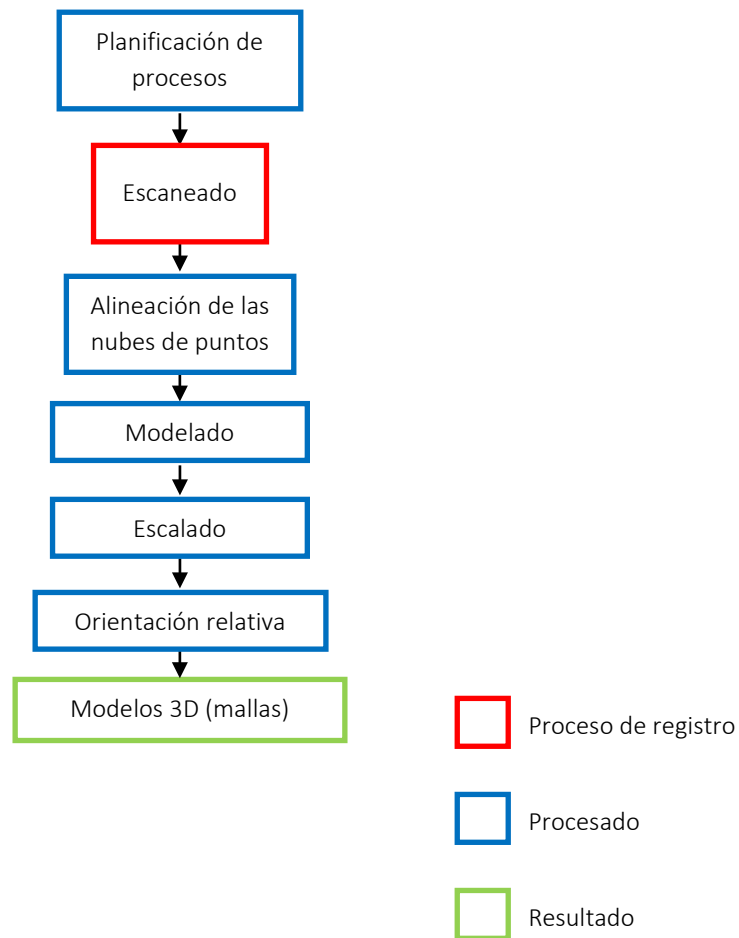 Planificación de
procesos
Escaneado
Alineación de las
nubes de puntos
Modelado
Escalado
Orientación relativa
Modelos 3D (mallas)
Proceso de registro
Procesado
Resultado